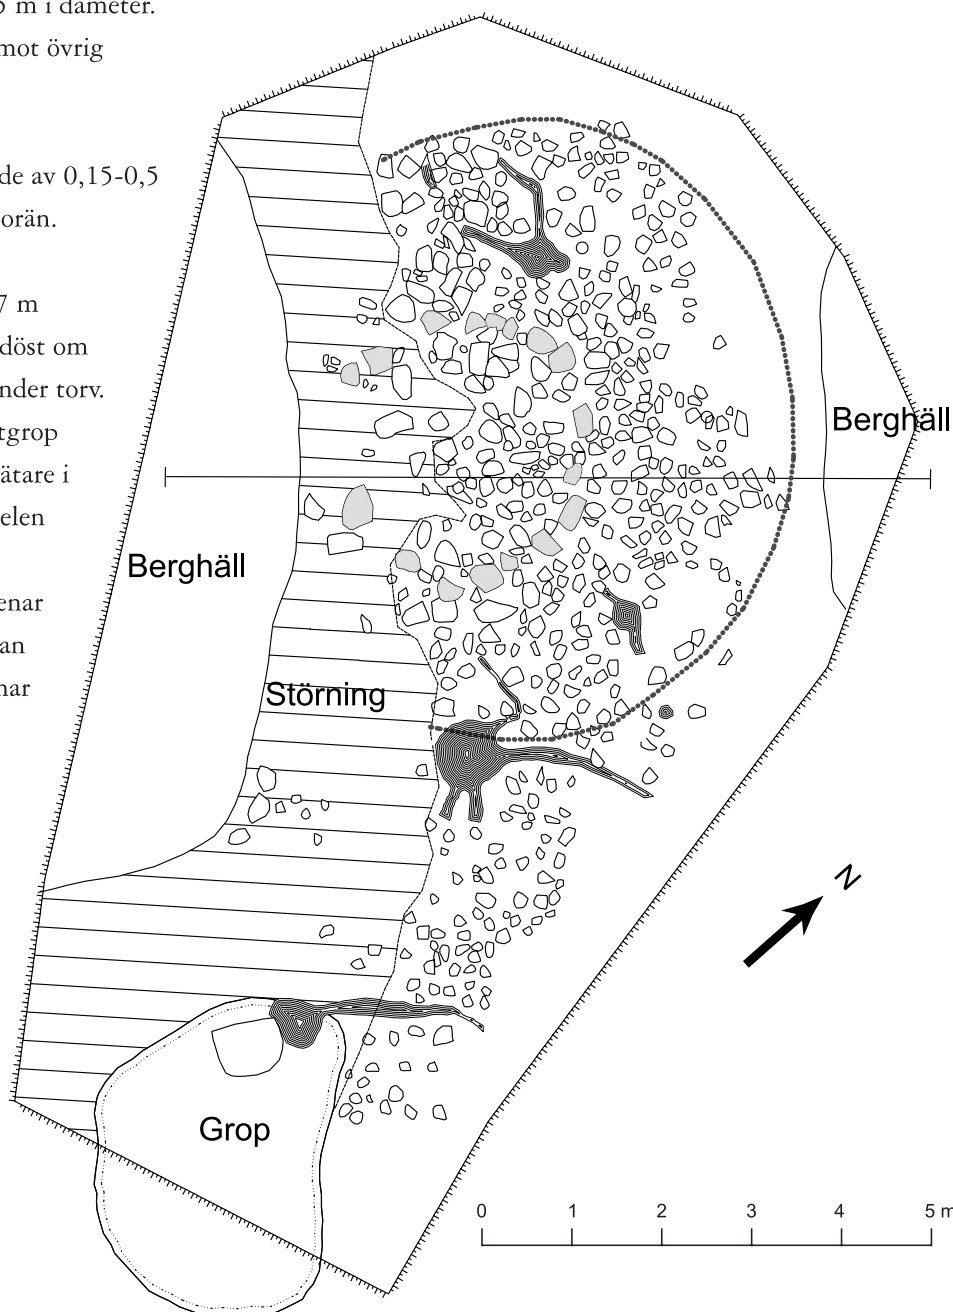 m i dameter.
mot övrig
de av 0,15-0,5
orän.
7 m
döst om
nder torv.
tgrop
ätare i
elen
enar
an
nar
Berghäll
Berghäll
Störning
N
Grop
0 1 2 3 4 5 m